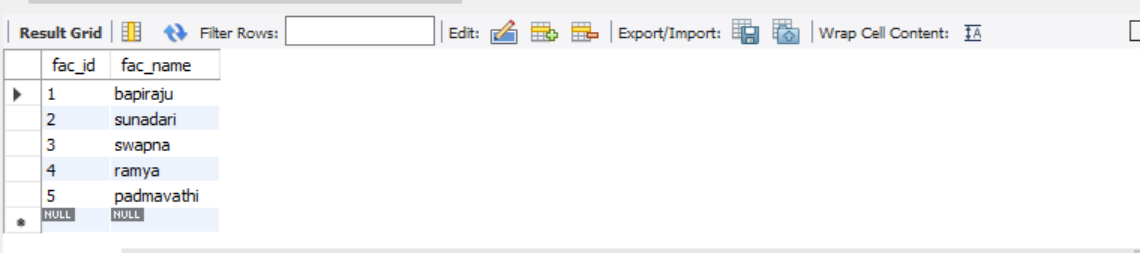 Result Grid Filter Rows: Edit: Export/Import: Wrap Cell Content: IA
fac_id fac_name
1 bapiraju
2 sunadari
3 swapna
4 ramya
5 padmavathi
NULL NULL